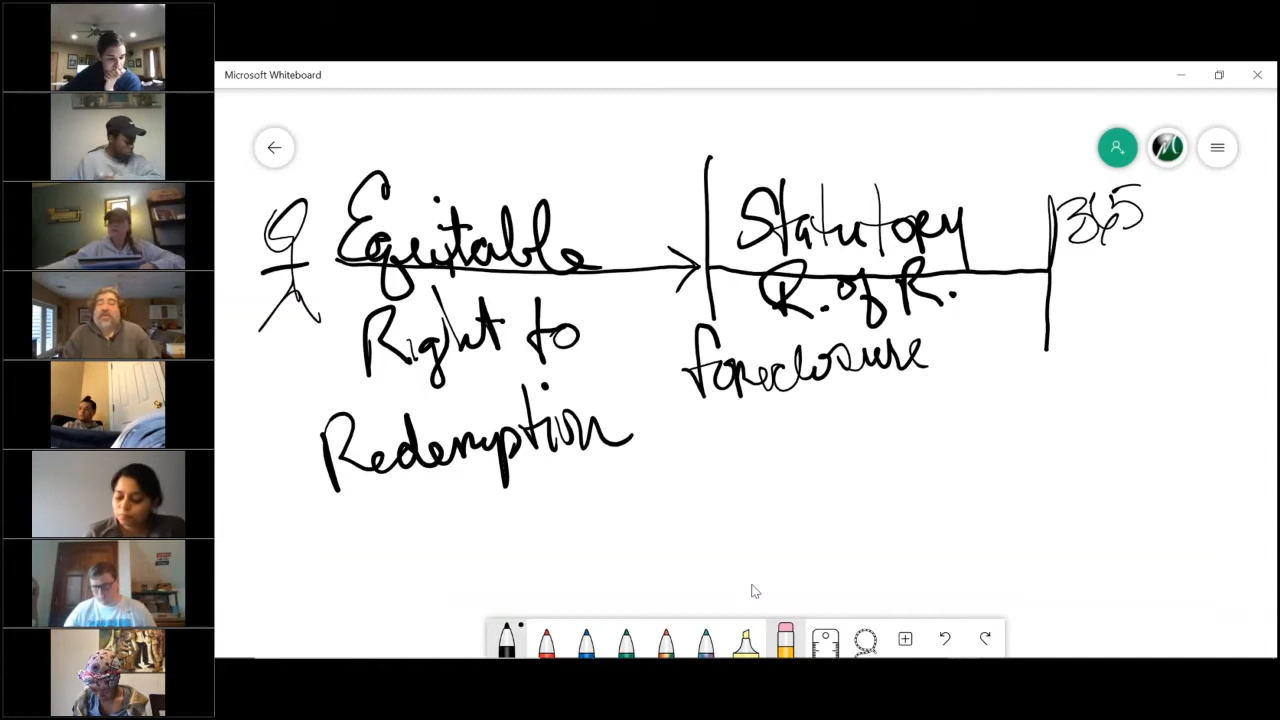 Microsoft Whiteboard
Equitable
Right to
Redemption
Statutory
R. of R.
foreclosure
365